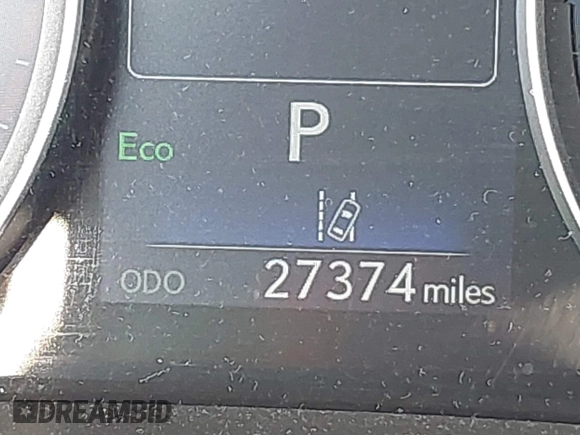 P
Eco
ODO 27374 miles
DREAMBID